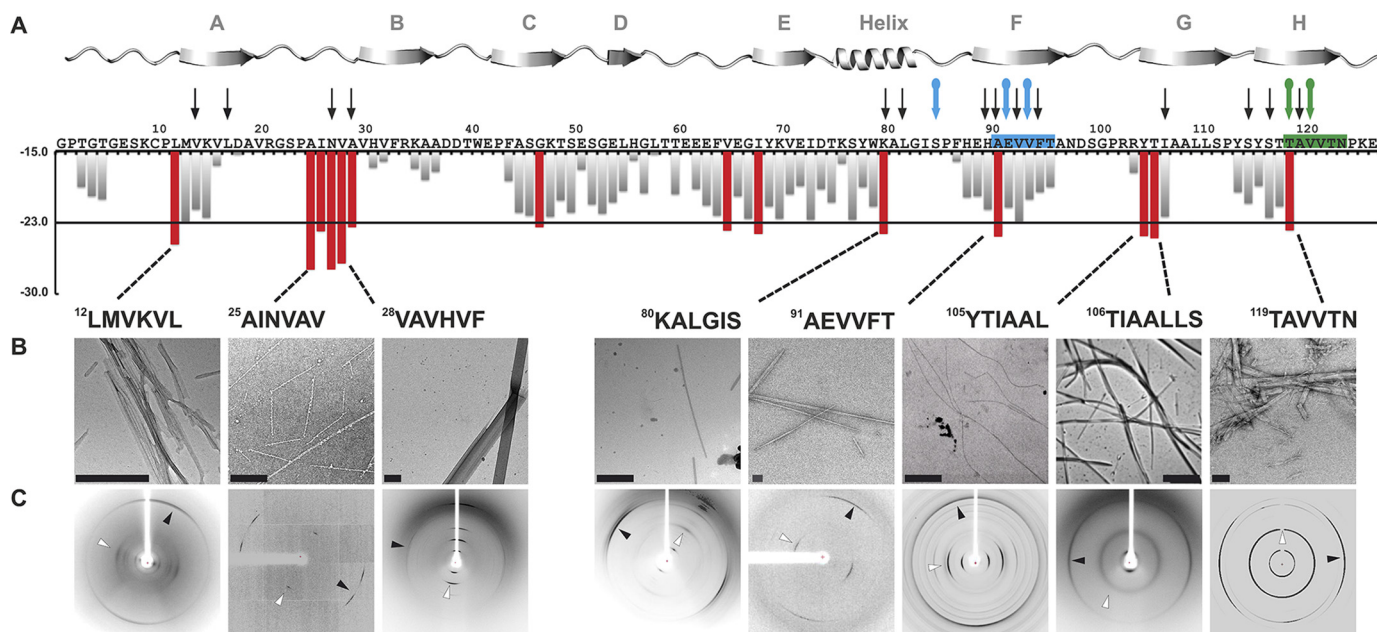 A B C D E Helix F G H
A
10 20 30 40 50 60 70 80 90 100 110 120
GPTGTGESKCPLMVKVLDAVRGSPAINVAVHVFRKAADDTWEPFASGKTSESGELHGLTTEEEFVEGIYKVEIDTKSYWKALGISPFHEHAEVVFTANDSGPRRYTIAALLSPYSYSTTAVVTNPKE
-15.0
-23.0
-30.0
12LMVKVL 25AINVAV 28VAVHVF 80KALGIS 91AEVVFT 105YTIAAL 106TIAALLS 119TAVVTN
B
C